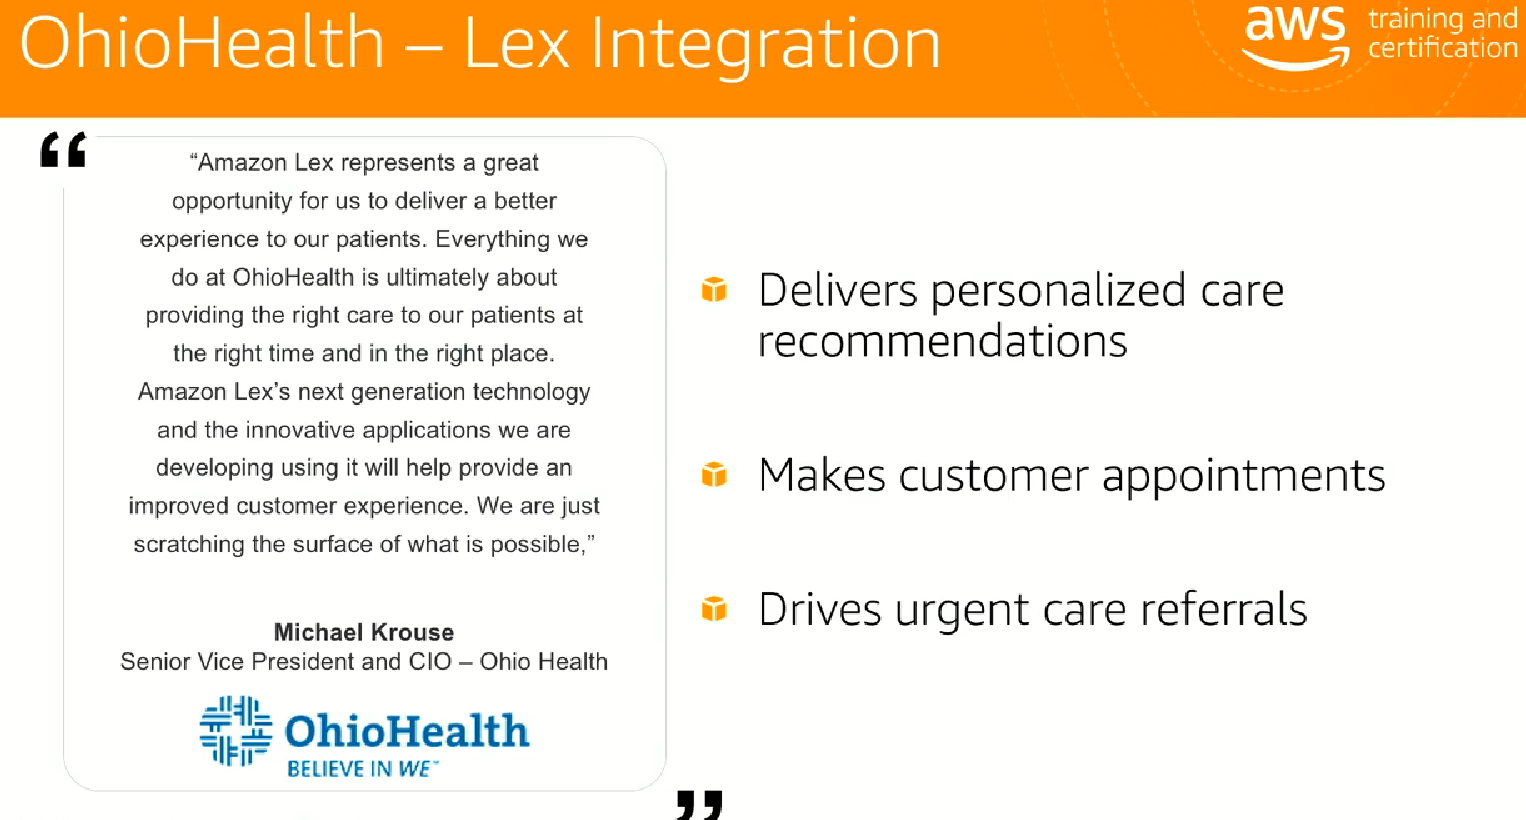 OhioHealth – Lex Integration
aws training and
certification
“
“Amazon Lex represents a great
opportunity for us to deliver a better
experience to our patients. Everything we
do at OhioHealth is ultimately about
providing the right care to our patients at
the right time and in the right place.
Amazon Lex’s next generation technology
and the innovative applications we are
developing using it will help provide an
improved customer experience. We are just
scratching the surface of what is possible,”
Michael Krouse
Senior Vice President and CIO – Ohio Health
OhioHealth
BELIEVE IN WE℠
”
Delivers personalized care
recommendations
Makes customer appointments
Drives urgent care referrals